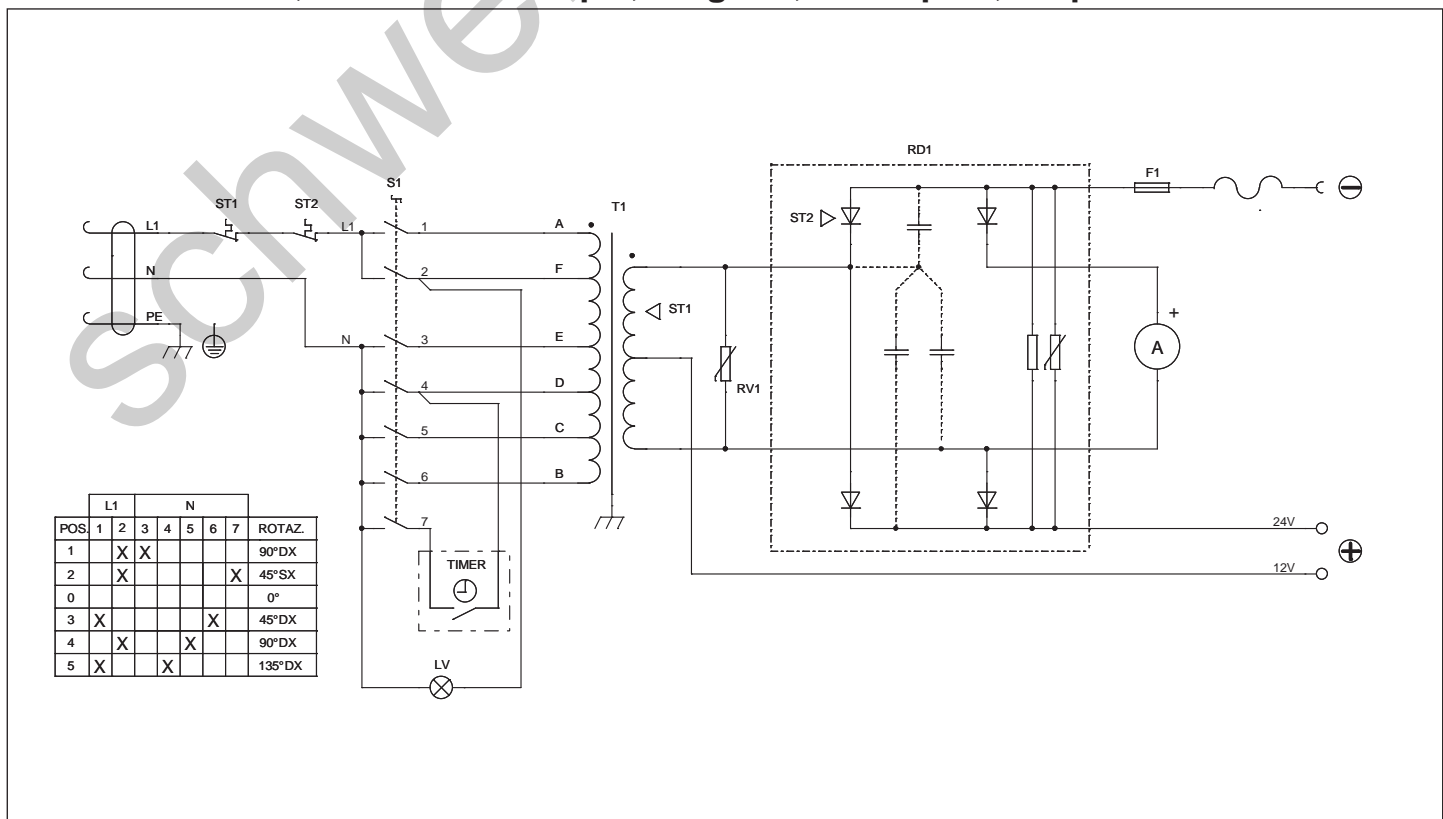 schwe
RD1
F1
S1
ST1
ST2
T1
ST2
L1
L1
1
A
N
2
F
ST1
PE
+
N
3
E
A
4
D
RV1
5
C
6
B
L1 N
POS. 1 2 3 4 5 6 7 ROTAZ.
1 X X 90°DX
2 X X 45°SX
0 0°
3 X X 45°DX
4 X X 90°DX
5 X X 135°DX
7
TIMER
24V
12V
LV